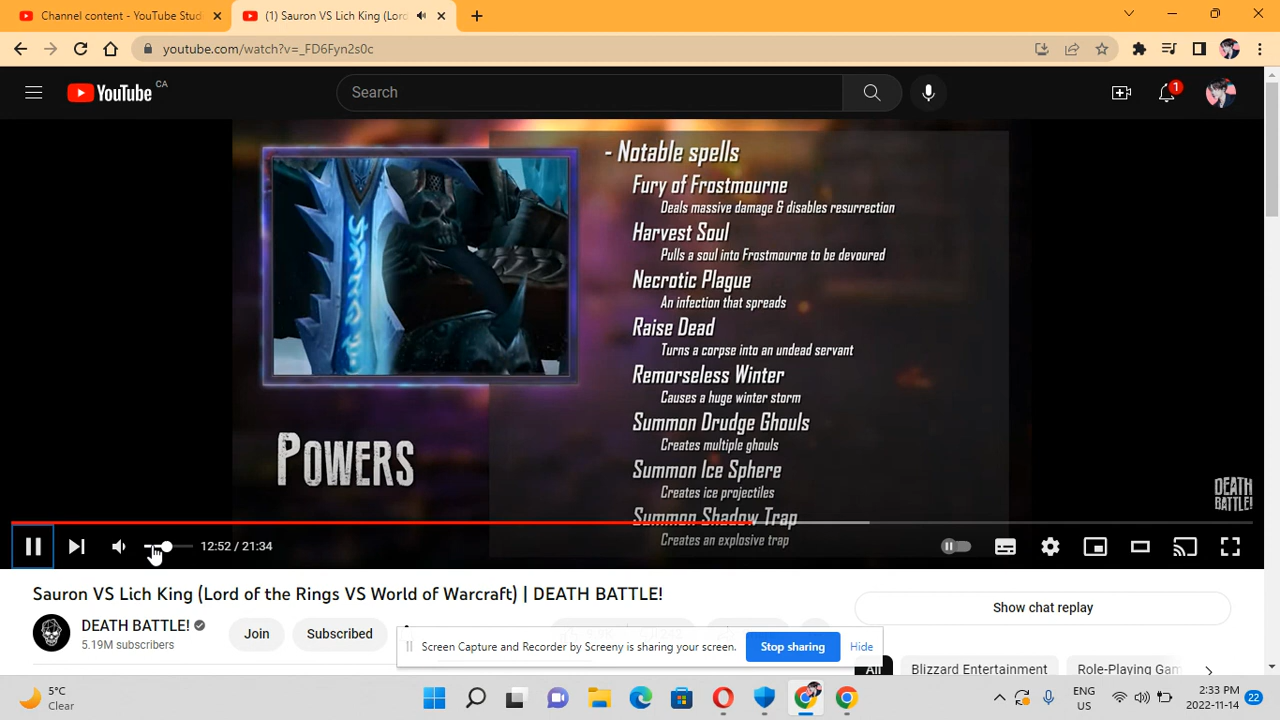 Channel content - YouTube Stud
(1) Sauron VS Lich King (Lord
youtube.com/watch?v=_FD6Fyn2s0c
YouTube CA
Search
1
- Notable spells
Fury of Frostmourne
Deals massive damage & disables resurrection
Harvest Soul
Pulls a soul into Frostmourne to be devoured
Necrotic Plague
An infection that spreads
Raise Dead
Turns a corpse into an undead servant
Remorseless Winter
Causes a huge winter storm
Summon Drudge Ghouls
Creates multiple ghouls
Summon Ice Sphere
Creates ice projectiles
Summon Shadow Trap
Creates an explosive trap
Powers
DEATH
BATTLE!
12:52 / 21:34
Sauron VS Lich King (Lord of the Rings VS World of Warcraft) | DEATH BATTLE!
Show chat replay
DEATH BATTLE!
5.19M subscribers
Join
Subscribed
Screen Capture and Recorder by Screeny is sharing your screen.
Stop sharing
Hide
All
Blizzard Entertainment
Role-Playing Gam
5°C
Clear
ENG
US
2:33 PM
2022-11-14
22